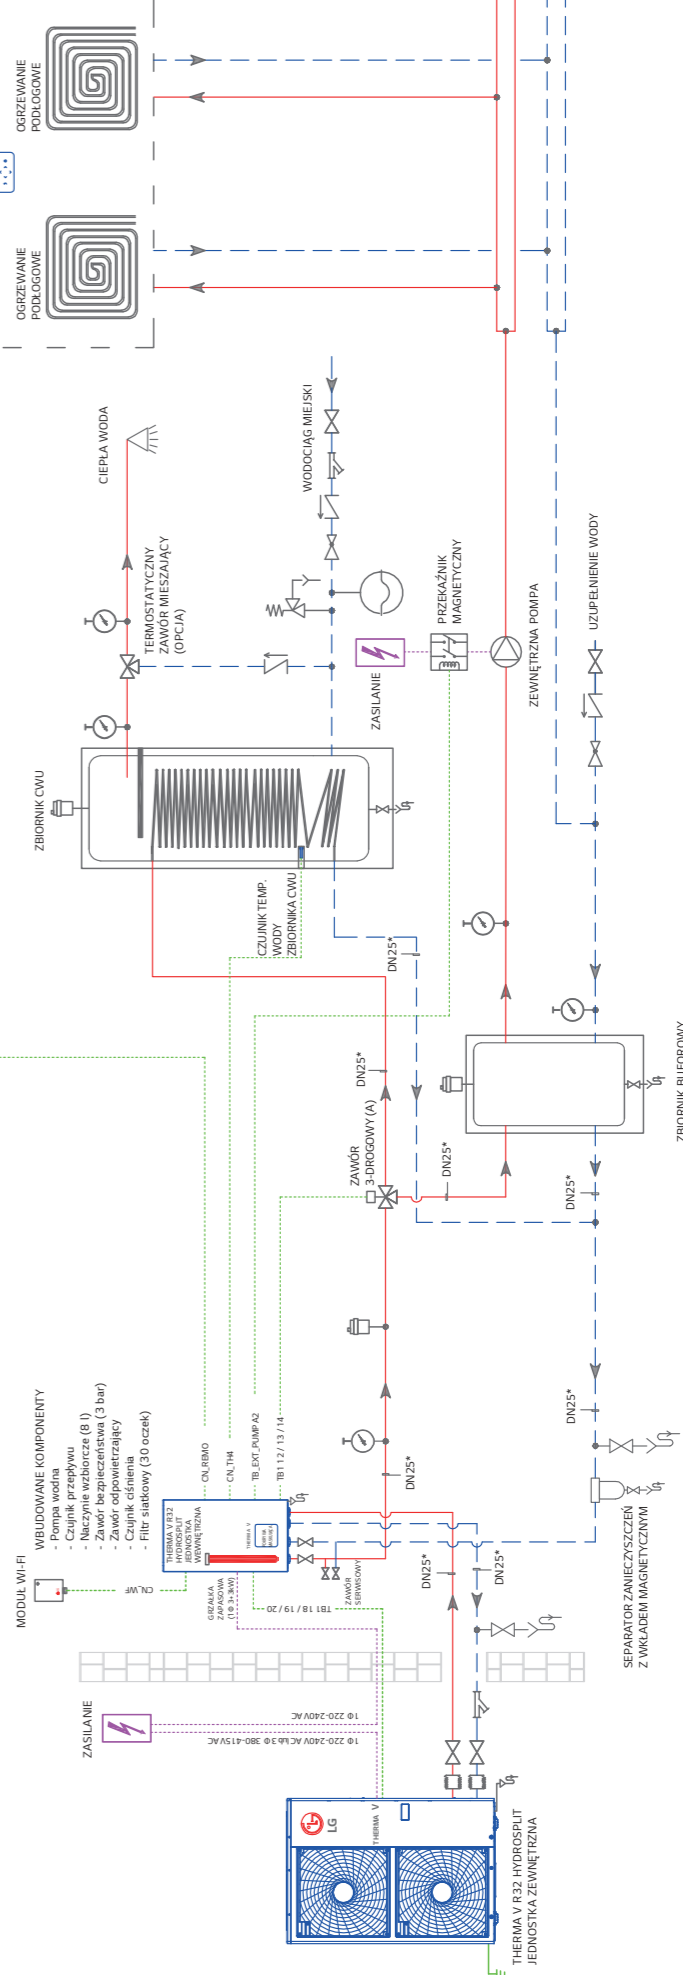 OGRZEWANIE
PODŁOGOWE
OGRZEWANIE
PODŁOGOWE
CIEPŁA WODA
WODOCIĄG MIEJSKI
TERMOSTATYCZNY
ZAWÓR MIESZAJĄCY
(OPCJA)
PRZEKAŹNIK
MAGNETYCZNY
UZUPEŁNIENIE WODY
ZASILANIE
ZEWNĘTRZNA POMPA
ZBIORNIK CWU
CZUJNIK TEMP.
WODY
ZBIORNIKA CWU
DN25*
DN25*
ZAWÓR
3-DROGOWY (A)
DN25*
DN25*
ZBIORNIK BUFOROWY
MODUŁ WI-FI
WBUDOWANE KOMPONENTY
- Pompa wodna
- Czujnik przepływu
- Naczynie wzbiorcze (8 l)
- Zawór bezpieczeństwa (3 bar)
- Zawór odpowietrzający
- Czujnik ciśnienia
- Filtr siatkowy (30 oczek)
CN_REMO
CN_TH4
TB_EXT_PUMP A2
TB1 12 / 13 / 14
DN25*
DN25*
THERMA V R32
HYDROSPLIT
JEDNOSTKA
WEWNĘTRZNA
THERMA V
CN_WF
GRZAŁKA
ZAPASOWA
(1Φ 3+3kW)
TB1 18 / 19 / 20
ZAWÓR
SERWISOWY
DN25*
DN25*
SEPARATOR ZANIECZYSZCZEŃ
Z WKŁADEM MAGNETYCZNYM
ZASILANIE
1Φ 220-240V AC
1Φ 220-240V AC lub 3Φ 380-415V AC
LG
THERMA V
THERMA V R32 HYDROSPLIT
JEDNOSTKA ZEWNĘTRZNA